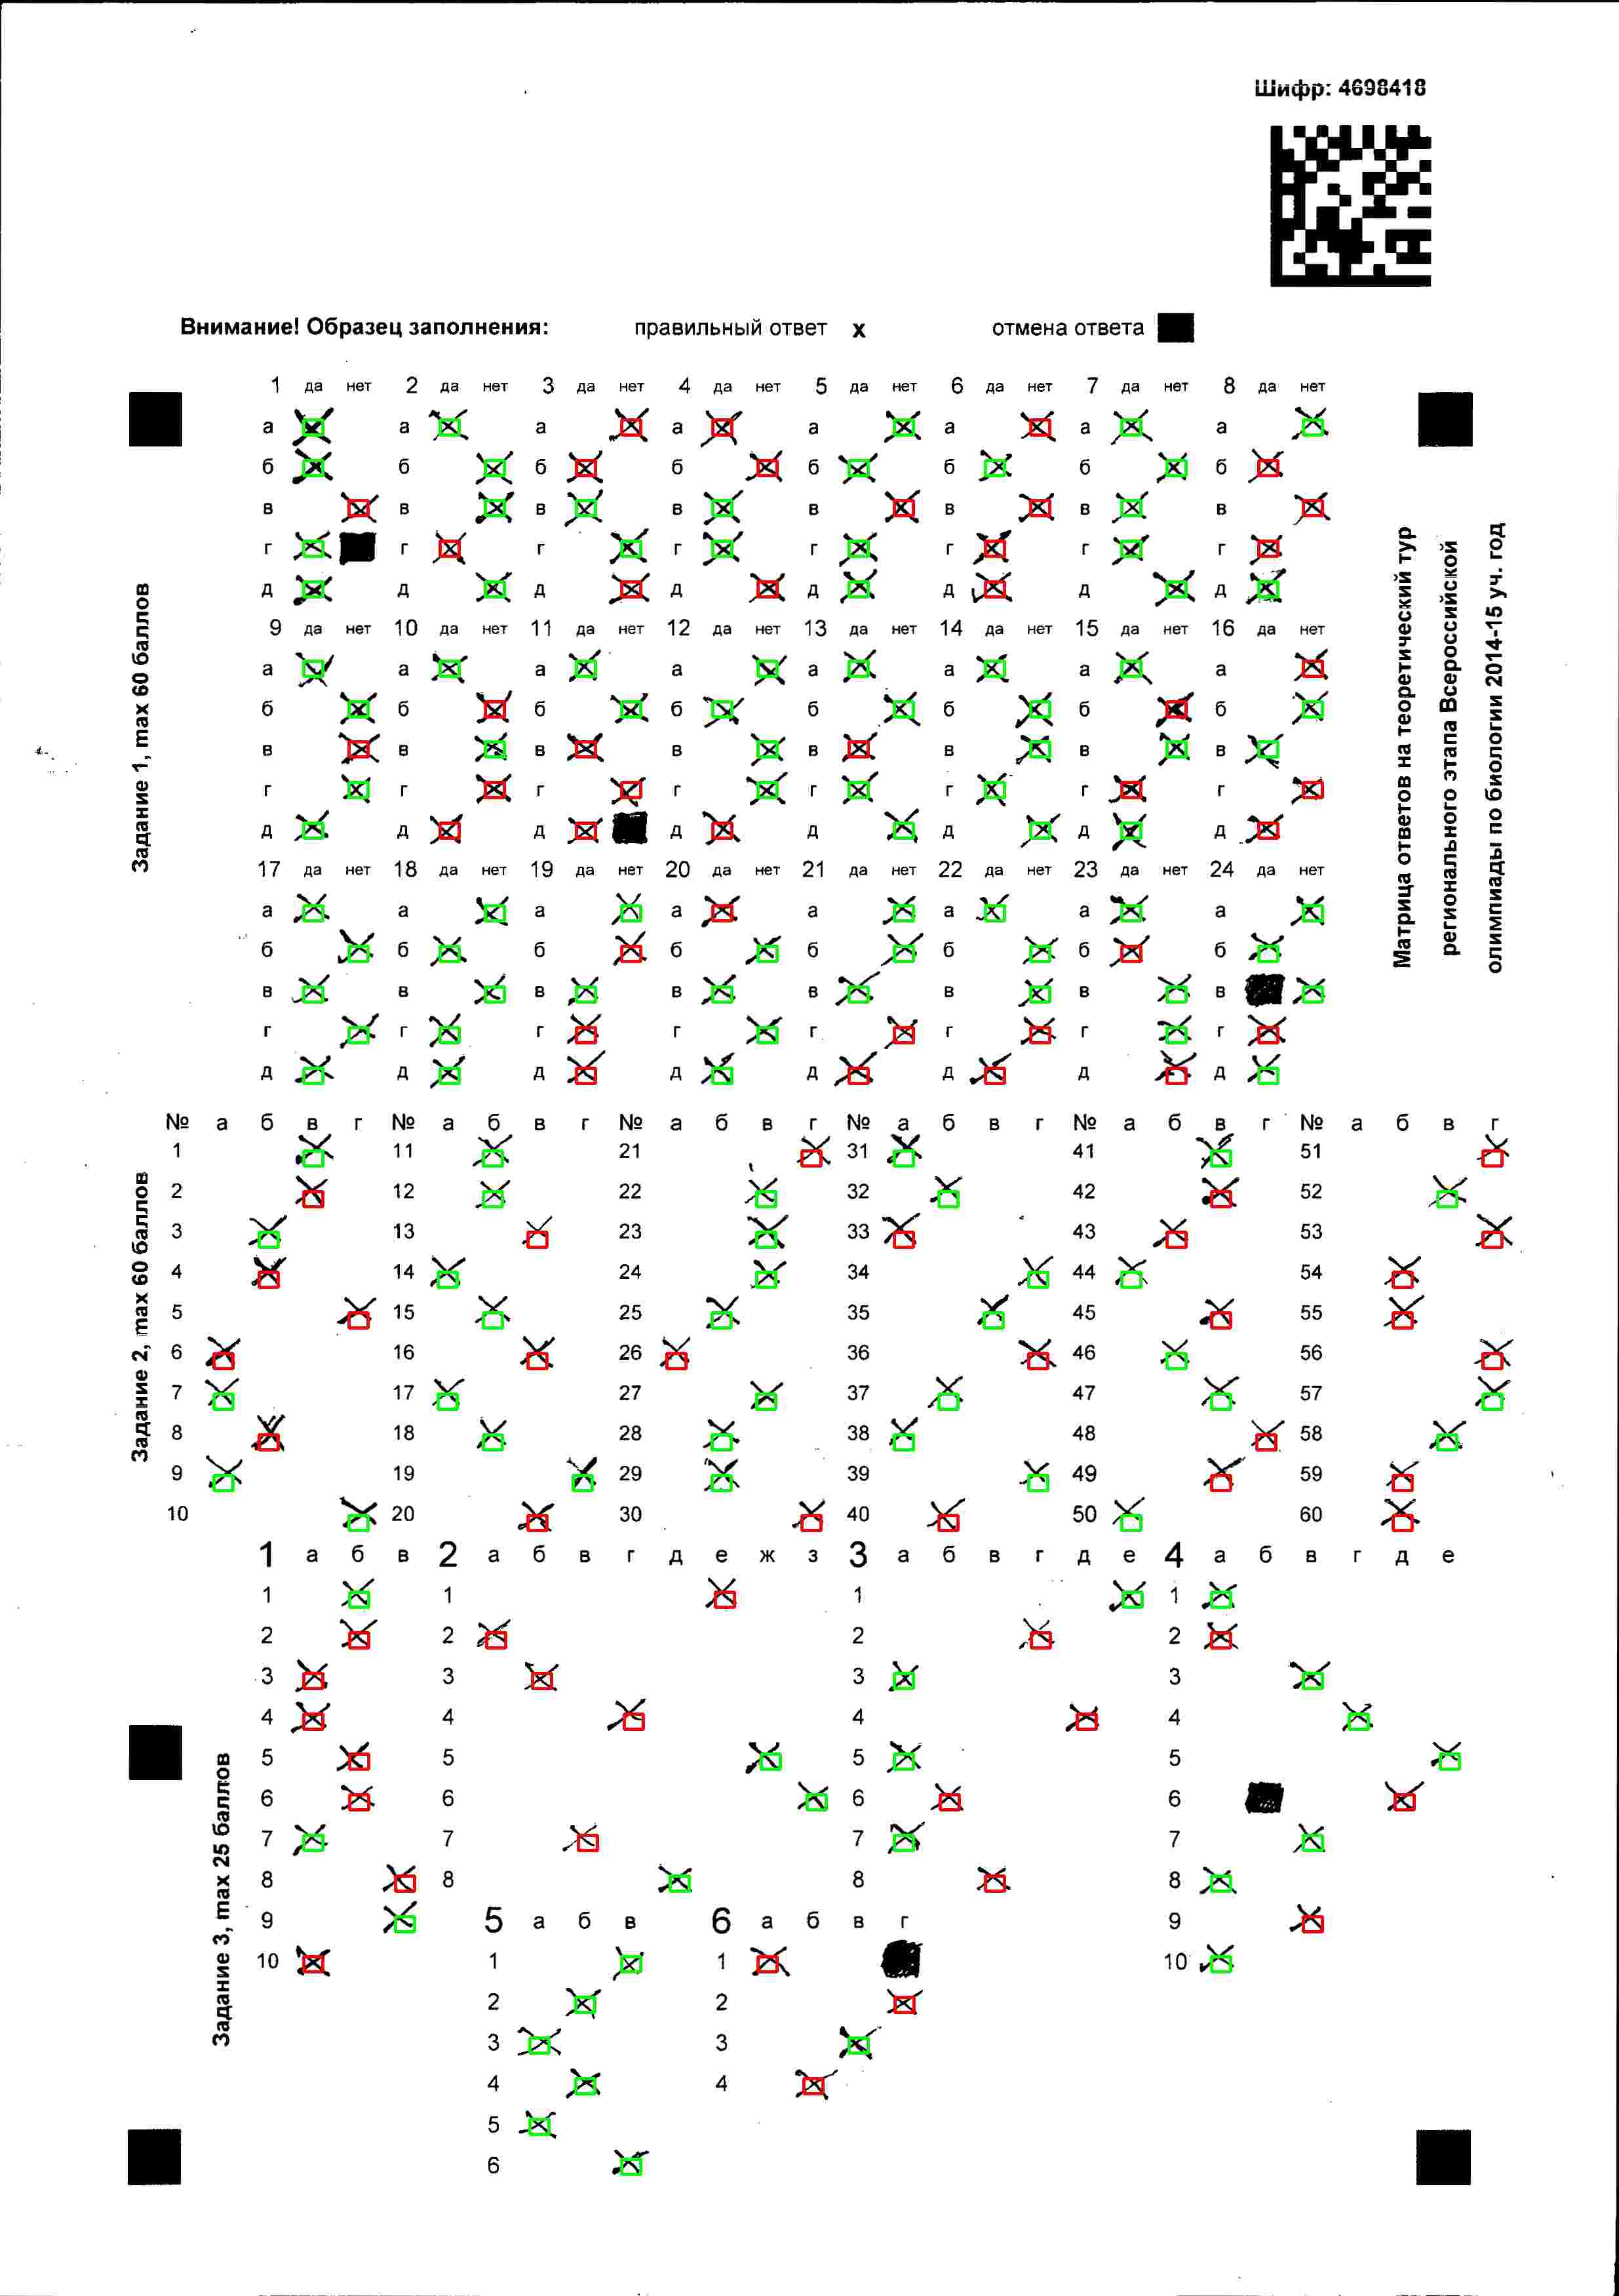 Шифр: 4698418
Внимание! Образец заполнения: правильный ответ x отмена ответа
1 да нет 2 да нет 3 да нет 4 да нет 5 да нет 6 да нет 7 да нет 8 да нет
а а а а а а а а
б б б б б б б б
в в в в в в в в
г г г г г г г г
д д д д д д д д
9 да нет 10 да нет 11 да нет 12 да нет 13 да нет 14 да нет 15 да нет 16 да нет
а а а а а а а а
б б б б б б б б
в в в в в в в в
г г г г г г г г
д д д д д д д д
17 да нет 18 да нет 19 да нет 20 да нет 21 да нет 22 да нет 23 да нет 24 да нет
а а а а а а а а
б б б б б б б б
в в в в в в в в
г г г г г г г г
д д д д д д д д
Задание 1, max 60 баллов
Матрица ответов на теоретический тур
регионального этапа Всероссийской
олимпиады по биологии 2014-15 уч. год
№ а б в г № а б в г № а б в г № а б в г № а б в г № а б в г
1 11 21 31 41 51
2 12 22 32 42 52
3 13 23 33 43 53
4 14 24 34 44 54
5 15 25 35 45 55
6 16 26 36 46 56
7 17 27 37 47 57
8 18 28 38 48 58
9 19 29 39 49 59
10 20 30 40 50 60
Задание 2, max 60 баллов
1 а б в 2 а б в г д е ж з 3 а б в г д е 4 а б в г д е
1 1 1 1
2 2 2 2
3 3 3 3
4 4 4 4
5 5 5 5
6 6 6 6
7 7 7 7
8 8 8 8
9 5 а б в 6 а б в г 9
10 1 1 10
2 2
3 3
4 4
5
6
Задание 3, max 25 баллов